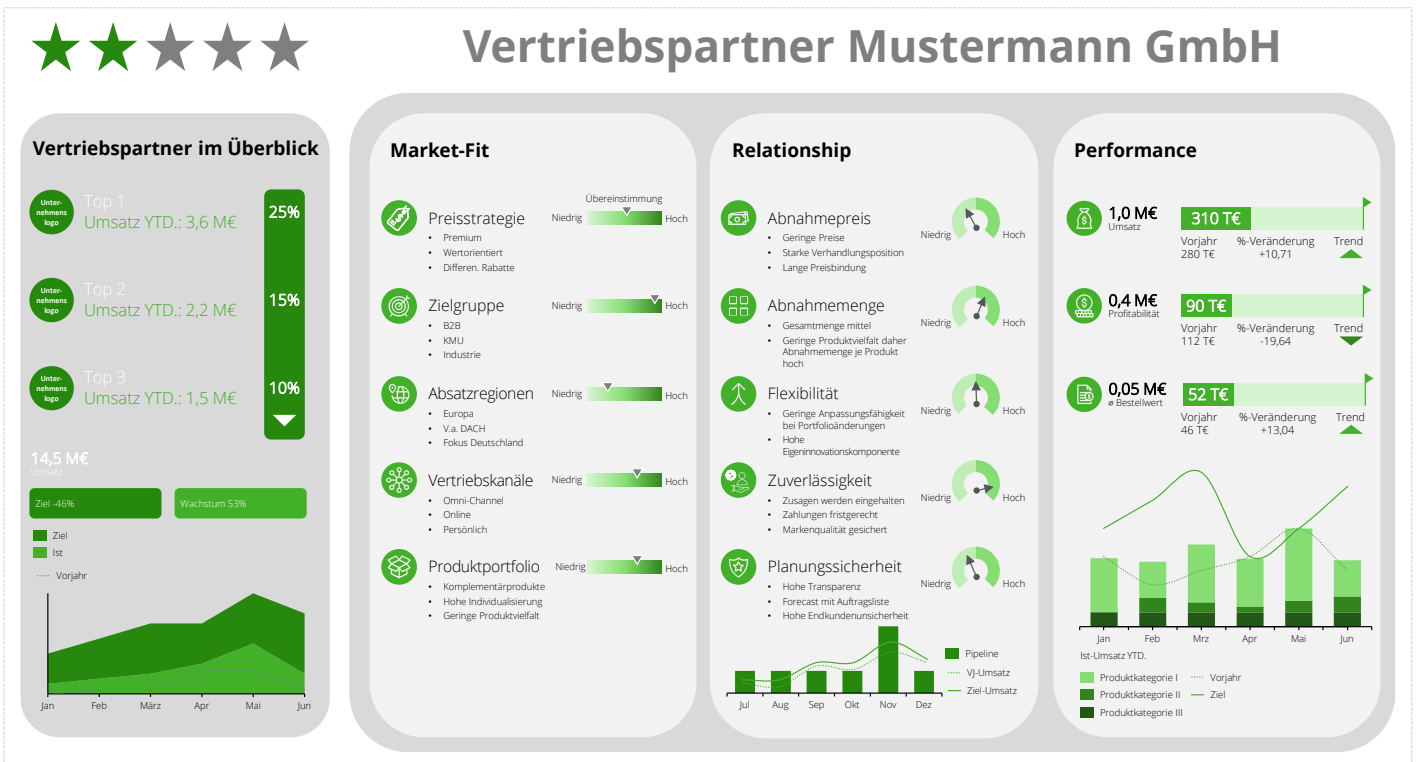 Vertriebspartner Mustermann GmbH
Vertriebspartner im Überblick
Unter-
nehmens
logo
Top 1
Umsatz YTD.: 3,6 M€
25%
Unter-
nehmens
logo
Top 2
Umsatz YTD.: 2,2 M€
15%
Unter-
nehmens
logo
Top 3
Umsatz YTD.: 1,5 M€
10%
14,5 M€
Umsatz
Ziel -46%
Wachstum 53%
Ziel
Ist
Vorjahr
Jan Feb März Apr Mai Jun
Market-Fit
Übereinstimmung
Preisstrategie
Niedrig Hoch
• Premium
• Wertorientiert
• Differen. Rabatte
Zielgruppe
Niedrig Hoch
• B2B
• KMU
• Industrie
Absatzregionen
Niedrig Hoch
• Europa
• V.a. DACH
• Fokus Deutschland
Vertriebskanäle
Niedrig Hoch
• Omni-Channel
• Online
• Persönlich
Produktportfolio
Niedrig Hoch
• Komplementärprodukte
• Hohe Individualisierung
• Geringe Produktvielfalt
Relationship
Abnahmepreis
Niedrig Hoch
• Geringe Preise
• Starke Verhandlungsposition
• Lange Preisbindung
Abnahmemenge
Niedrig Hoch
• Gesamtmenge mittel
• Geringe Produktvielfalt daher
Abnahmemenge je Produkt
hoch
Flexibilität
Niedrig Hoch
• Geringe Anpassungsfähigkeit
bei Portfolioänderungen
• Hohe
Eigeninnovationskomponente
Zuverlässigkeit
Niedrig Hoch
• Zusagen werden eingehalten
• Zahlungen fristgerecht
• Markenqualität gesichert
Planungssicherheit
Niedrig Hoch
• Hohe Transparenz
• Forecast mit Auftragsliste
• Hohe Endkundenunsicherheit
Pipeline
VJ-Umsatz
Ziel-Umsatz
Jul Aug Sep Okt Nov Dez
Performance
1,0 M€
Umsatz
310 T€
Vorjahr %-Veränderung Trend
280 T€ +10,71
0,4 M€
Profitabilität
90 T€
Vorjahr %-Veränderung Trend
112 T€ -19,64
0,05 M€
ø Bestellwert
52 T€
Vorjahr %-Veränderung Trend
46 T€ +13,04
Jan Feb Mrz Apr Mai Jun
Ist-Umsatz YTD.
Produktkategorie I
Produktkategorie II
Produktkategorie III
Vorjahr
Ziel